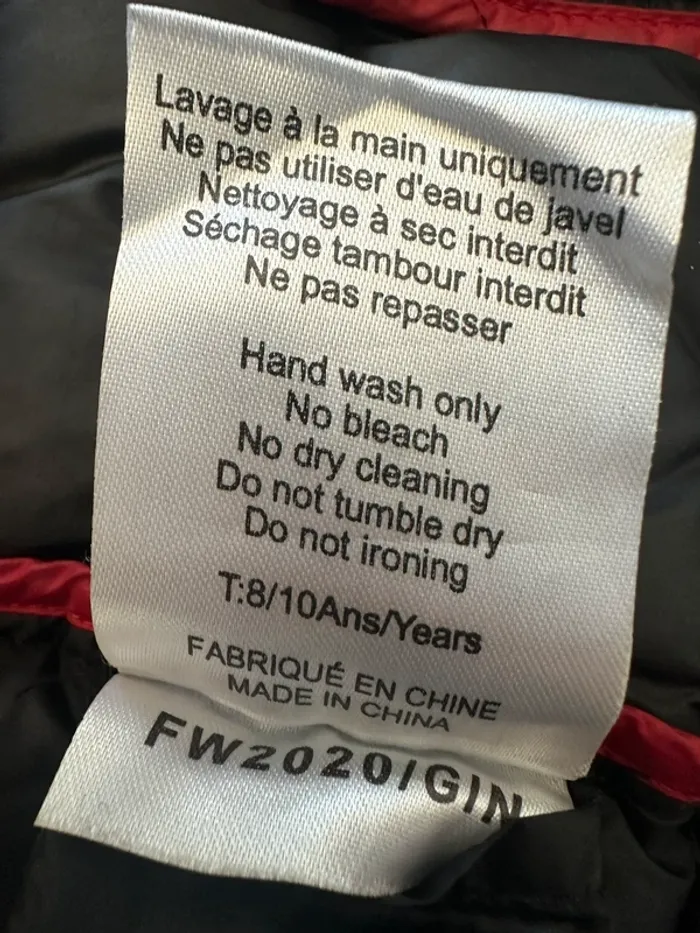 Lavage à la main uniquement
Ne pas utiliser d'eau de javel
Nettoyage à sec interdit
Séchage tambour interdit
Ne pas repasser
Hand wash only
No bleach
No dry cleaning
Do not tumble dry
Do not ironing
T:8/10Ans/Years
FABRIQUÉ EN CHINE
MADE IN CHINA
FW2020/GIN